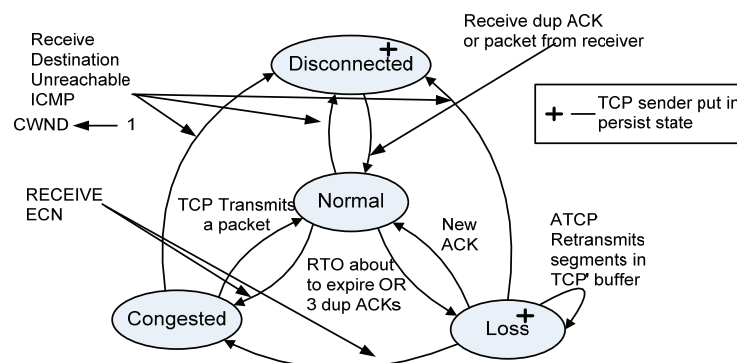 Receive
Destination
Unreachable
ICMP
CWND
1
Receive dup ACK
or packet from receiver
Disconnected
+
+ — TCP sender put in
persist state
RECEIVE
ECN
TCP Transmits
a packet
Normal
New
ACK
ATCP
Retransmits
segments in
TCP' buffer
RTO about
to expire OR
3 dup ACKs
Congested
Loss
+